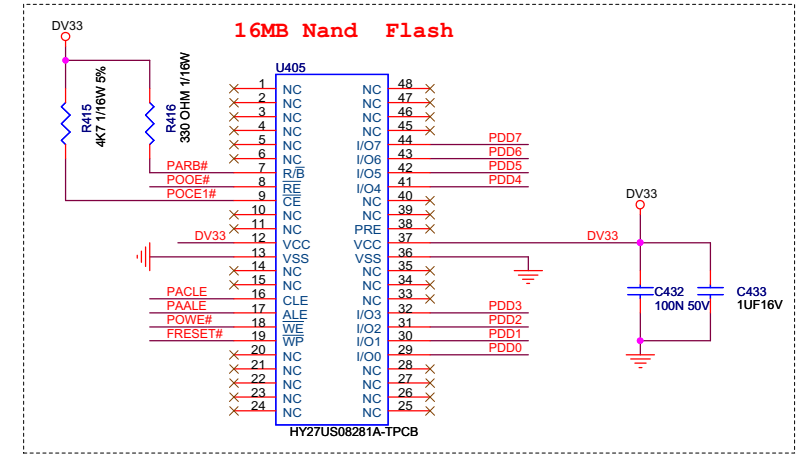 16MB Nand Flash
DV33
U405
R415
4K7 1/16W 5%
R416
330 OHM 1/16W
1 NC NC 48
2 NC NC 47
3 NC NC 46
4 NC NC 45
5 NC I/O7 44 PDD7
6 NC I/O6 43 PDD6
PARB# 7 R/B I/O5 42 PDD5
POOE# 8 RE I/O4 41 PDD4
POCE1# 9 CE NC 40
10 NC NC 39
11 NC PRE 38
DV33 12 VCC VCC 37 DV33
13 VSS VSS 36
14 NC NC 35
15 NC NC 34
PACLE 16 CLE NC 33
PAALE 17 ALE I/O3 32 PDD3
POWE# 18 WE I/O2 31 PDD2
FRESET# 19 WP I/O1 30 PDD1
20 NC I/O0 29 PDD0
21 NC NC 28
22 NC NC 27
23 NC NC 26
24 NC NC 25
HY27US08281A-TPCB
DV33
C432
100N 50V
C433
1UF16V